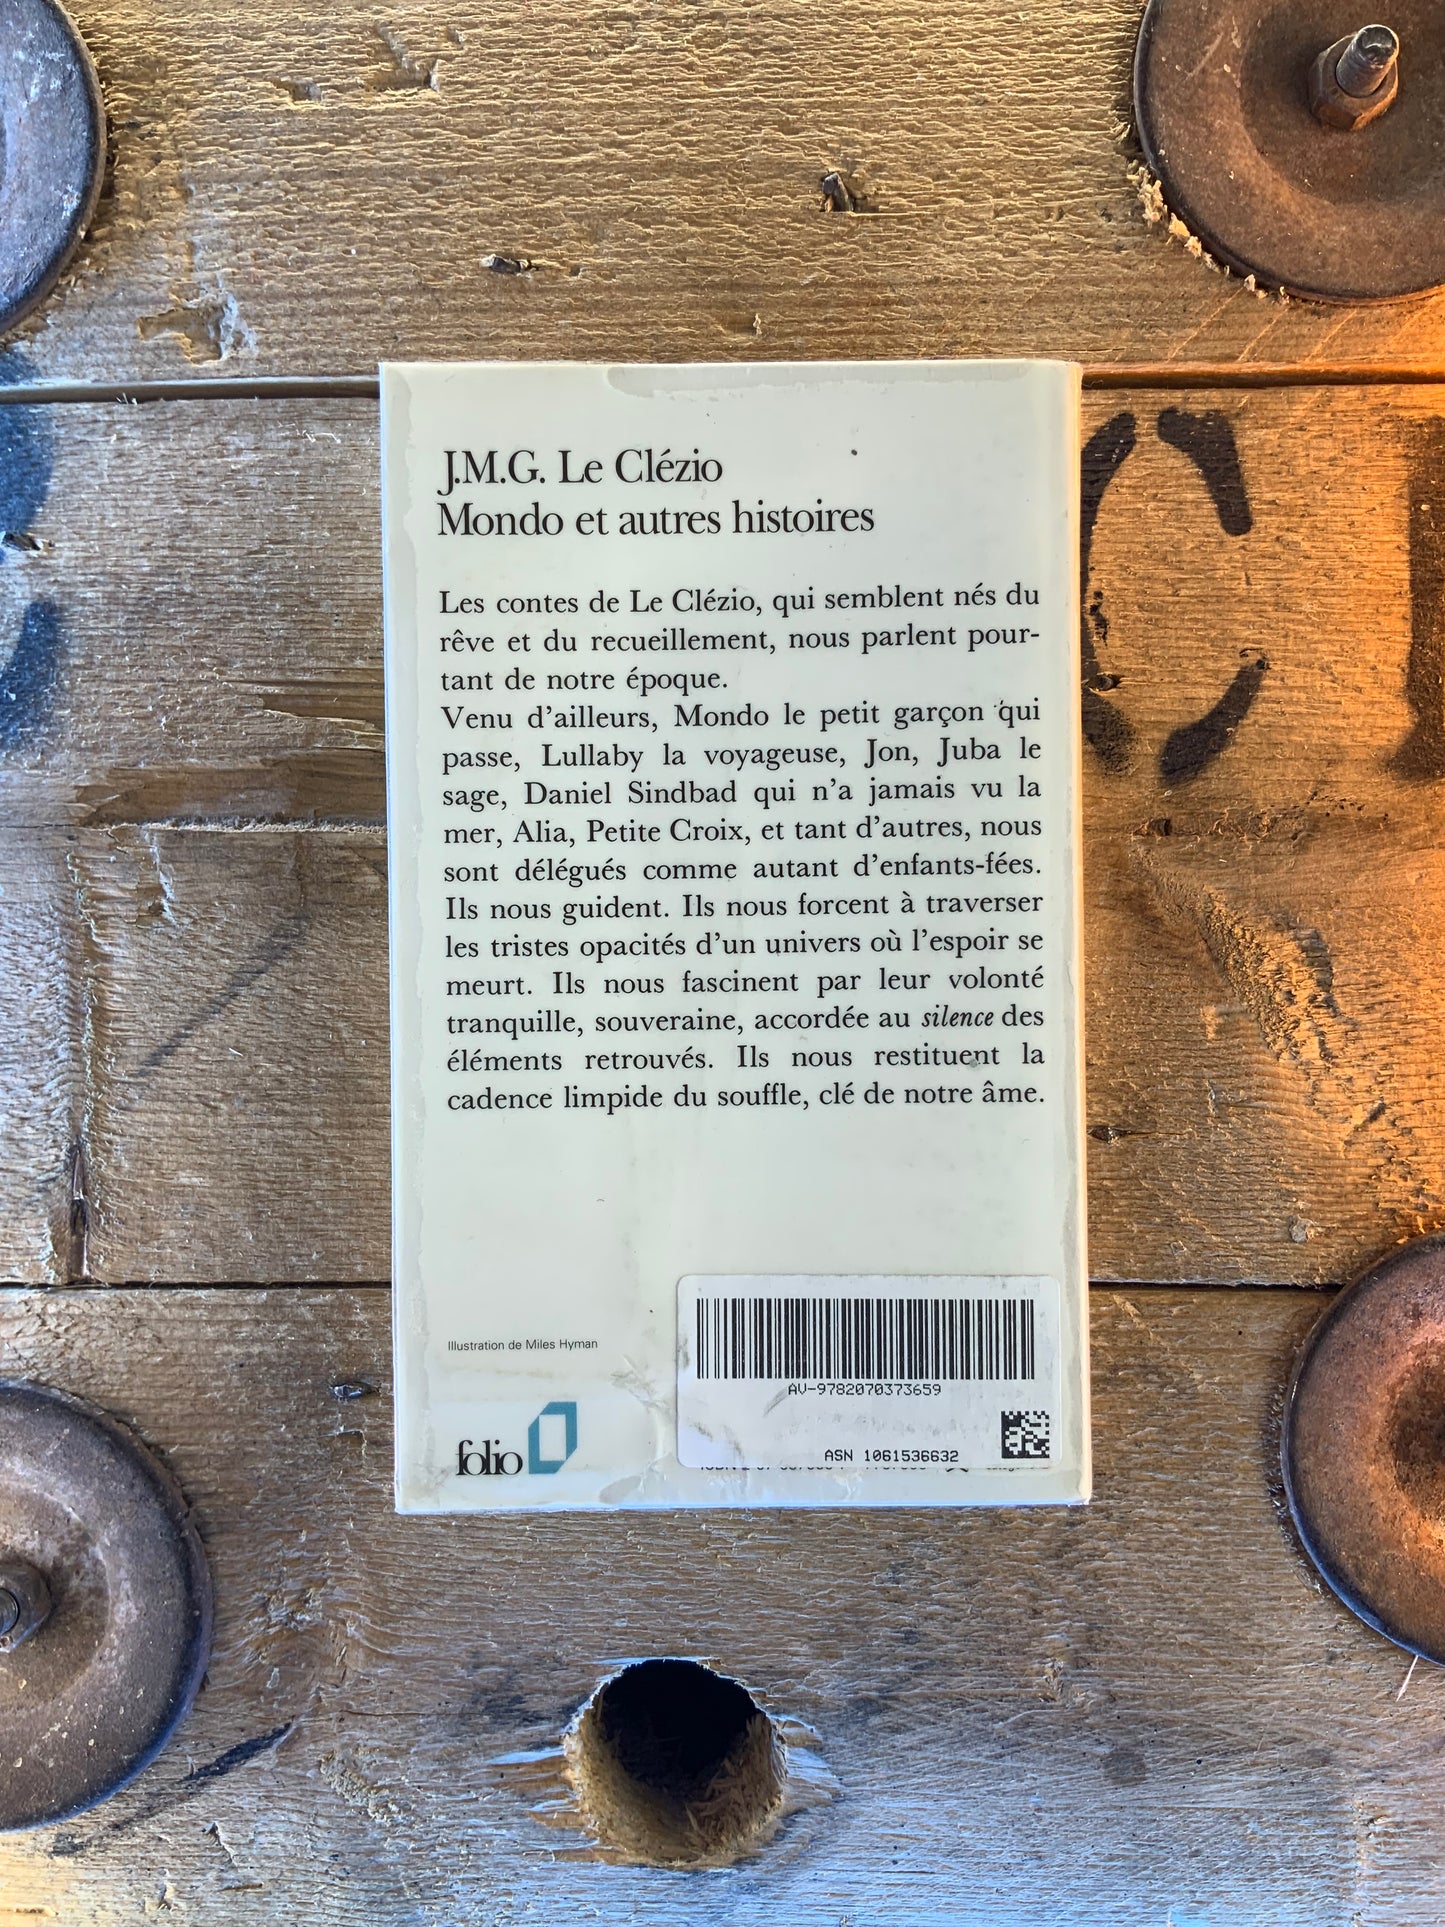 J.M.G. Le Clézio
Mondo et autres histoires
Les contes de Le Clézio, qui semblent nés du
rêve et du recueillement, nous parlent pour-
tant de notre époque.
Venu d’ailleurs, Mondo le petit garçon qui
passe, Lullaby la voyageuse, Jon, Juba le
sage, Daniel Sindbad qui n’a jamais vu la
mer, Alia, Petite Croix, et tant d’autres, nous
sont délégués comme autant d’enfants-fées.
Ils nous guident. Ils nous forcent à traverser
les tristes opacités d’un univers où l’espoir se
meurt. Ils nous fascinent par leur volonté
tranquille, souveraine, accordée au silence des
éléments retrouvés. Ils nous restituent la
cadence limpide du souffle, clé de notre âme.
Illustration de Miles Hyman
AV-9782070373659
ASN 1061536632
folio
C